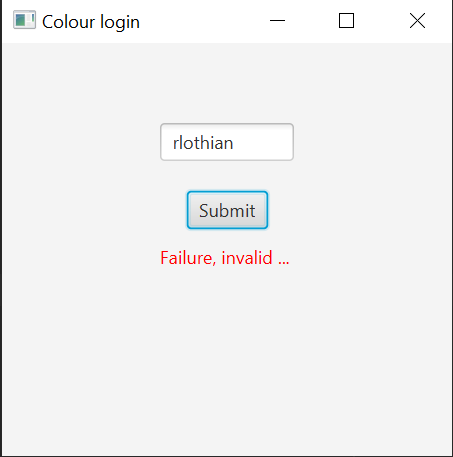 Colour login
rlothian
Submit
Failure, invalid ...